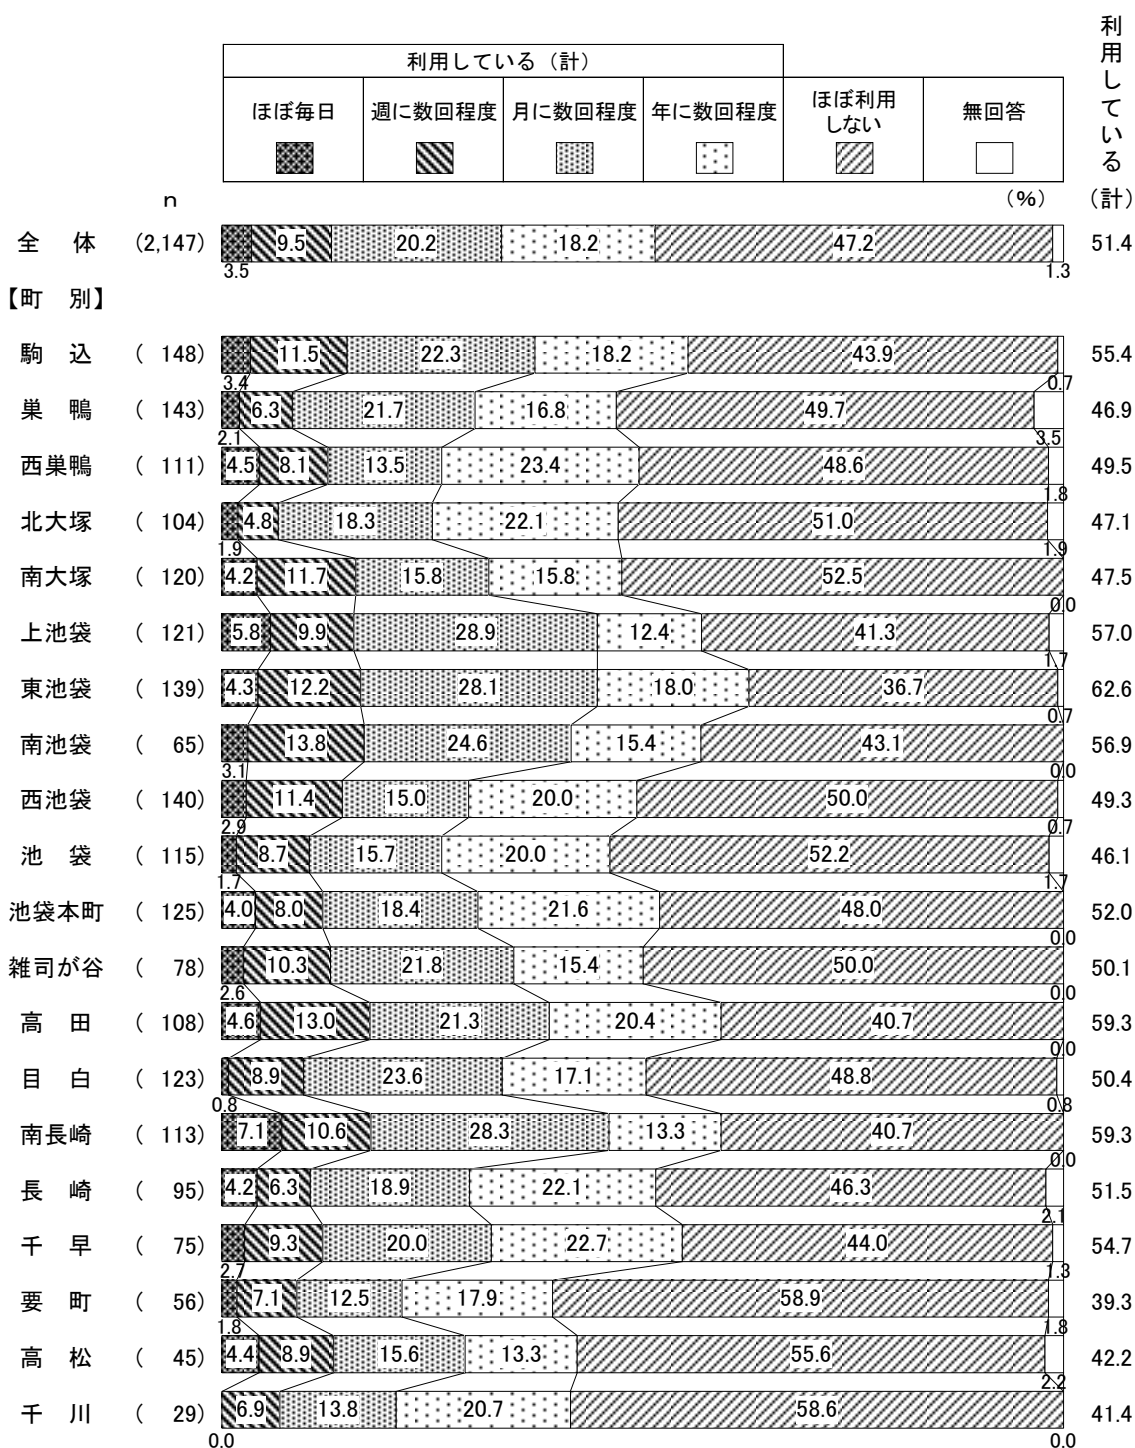 利用している（計）
ほぼ毎日 週に数回程度 月に数回程度 年に数回程度 ほぼ利用しない 無回答
利用している（計）
n （%）
全体 (2,147) 3.5 9.5 20.2 18.2 47.2 1.3 51.4
【町別】
駒込 ( 148) 3.4 11.5 22.3 18.2 43.9 0.7 55.4
巣鴨 ( 143) 2.1 6.3 21.7 16.8 49.7 3.5 46.9
西巣鴨 ( 111) 4.5 8.1 13.5 23.4 48.6 1.8 49.5
北大塚 ( 104) 1.9 4.8 18.3 22.1 51.0 1.9 47.1
南大塚 ( 120) 4.2 11.7 15.8 15.8 52.5 0.0 47.5
上池袋 ( 121) 5.8 9.9 28.9 12.4 41.3 1.7 57.0
東池袋 ( 139) 4.3 12.2 28.1 18.0 36.7 0.7 62.6
南池袋 ( 65) 3.1 13.8 24.6 15.4 43.1 0.0 56.9
西池袋 ( 140) 2.9 11.4 15.0 20.0 50.0 0.7 49.3
池袋 ( 115) 1.7 8.7 15.7 20.0 52.2 1.7 46.1
池袋本町 ( 125) 4.0 8.0 18.4 21.6 48.0 0.0 52.0
雑司が谷 ( 78) 2.6 10.3 21.8 15.4 50.0 0.0 50.1
高田 ( 108) 4.6 13.0 21.3 20.4 40.7 0.0 59.3
目白 ( 123) 0.8 8.9 23.6 17.1 48.8 0.8 50.4
南長崎 ( 113) 7.1 10.6 28.3 13.3 40.7 0.0 59.3
長崎 ( 95) 4.2 6.3 18.9 22.1 46.3 2.1 51.5
千早 ( 75) 2.7 9.3 20.0 22.7 44.0 1.3 54.7
要町 ( 56) 1.8 7.1 12.5 17.9 58.9 1.8 39.3
高松 ( 45) 4.4 8.9 15.6 13.3 55.6 2.2 42.2
千川 ( 29) 0.0 6.9 13.8 20.7 58.6 0.0 41.4